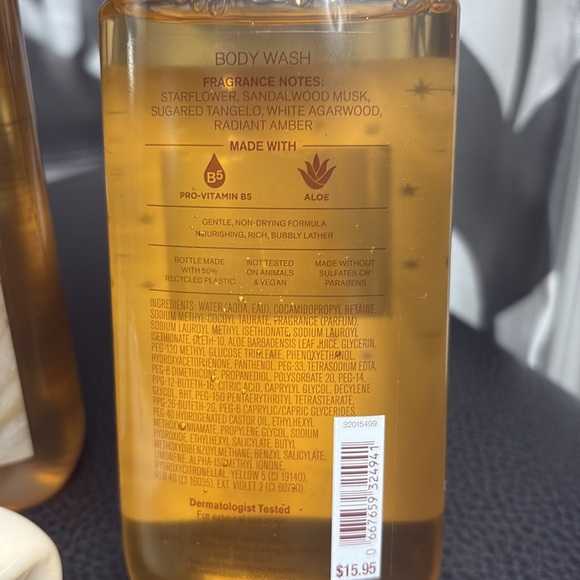 BODY WASH
FRAGRANCE NOTES:
STARFLOWER, SANDALWOOD MUSK,
SUGARED TANGELO, WHITE AGARWOOD,
RADIANT AMBER
MADE WITH
B5
PRO-VITAMIN B5
ALOE
GENTLE, NON-DRYING FORMULA
NOURISHING, RICH, BUBBLY LATHER
BOTTLE MADE
WITH 50%
RECYCLED PLASTIC
NOT TESTED
ON ANIMALS
& VEGAN
MADE WITHOUT
SULFATES OR
PARABENS
INGREDIENTS: WATER (AQUA, EAU), COCAMIDOPROPYL BETAINE,
SODIUM METHYL COCOYL TAURATE, FRAGRANCE (PARFUM),
SODIUM LAUROYL METHYL ISETHIONATE, SODIUM LAUROYL
ISETHIONATE, OLETH-10, ALOE BARBADENSIS LEAF JUICE, GLYCERIN,
PEG-120 METHYL GLUCOSE TRIOLEATE, PHENOXYETHANOL,
HYDROXYACETOPHENONE, PANTHENOL, PEG-33, TETRASODIUM EDTA,
PEG-8 DIMETHICONE, PROPANEDIOL, POLYSORBATE 20, PEG-14,
PPG-12-BUTETH-16, CITRIC ACID, CAPRYLYL GLYCOL, DECYLENE
GLYCOL, BHT, PEG-150 PENTAERYTHRITYL TETRASTEARATE,
PPG-26-BUTETH-26, PEG-6 CAPRYLIC/CAPRIC GLYCERIDES,
PEG-40 HYDROGENATED CASTOR OIL, ETHYLHEXYL
METHOXYCINNAMATE, PROPYLENE GLYCOL, SODIUM
HYDROXIDE, ETHYLHEXYL SALICYLATE, BUTYL
METHOXYDIBENZOYLMETHANE, BENZYL SALICYLATE,
LIMONENE, ALPHA-ISOMETHYL IONONE,
HYDROXYCITRONELLAL, YELLOW 5 (CI 19140),
RED 40 (CI 16035), EXT. VIOLET 2 (CI 60730).
Dermatologist Tested
For external use
32015499
0 667659 324941
$15.95